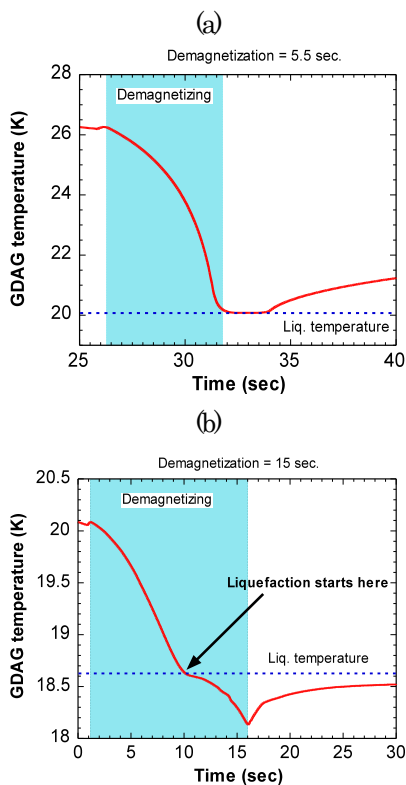 (a)
Demagnetization = 5.5 sec.
28
Demagnetizing
26
24
22
20
Liq. temperature
25 30 35 40
GDAG temperature (K)
Time (sec)
(b)
Demagnetization = 15 sec.
20.5
Demagnetizing
20
19.5
Liquefaction starts here
19
Liq. temperature
18.5
18
0 5 10 15 20 25 30
GDAG temperature (K)
Time (sec)